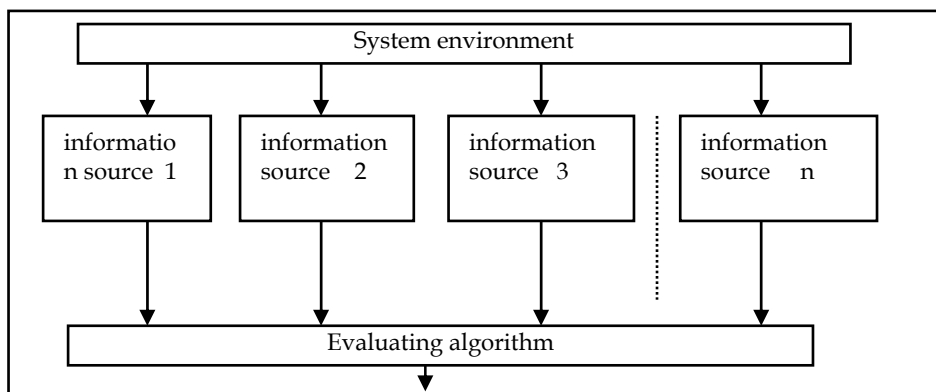 System environment
informatio
n source 1
information
source 2
information
source 3
information
source n
Evaluating algorithm